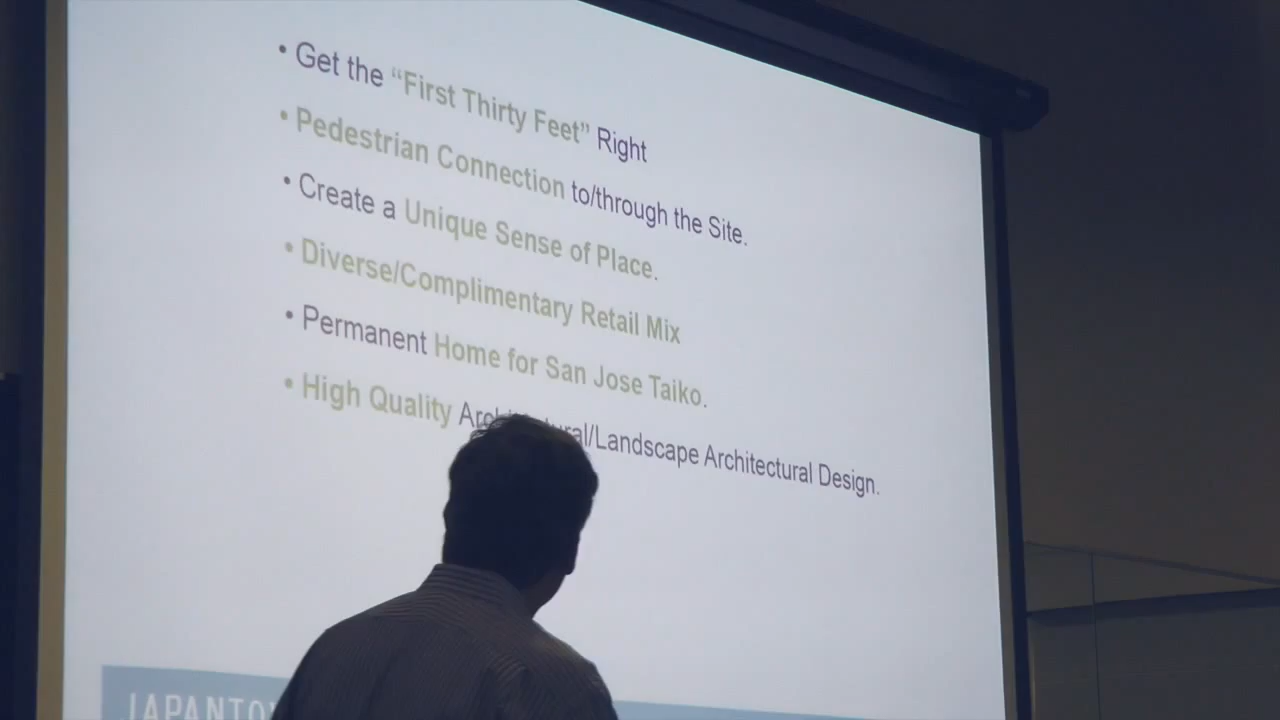 • Get the “First Thirty Feet” Right
• Pedestrian Connection to/through the Site.
• Create a Unique Sense of Place.
• Diverse/Complimentary Retail Mix
• Permanent Home for San Jose Taiko.
• High Quality Architectural/Landscape Architectural Design.